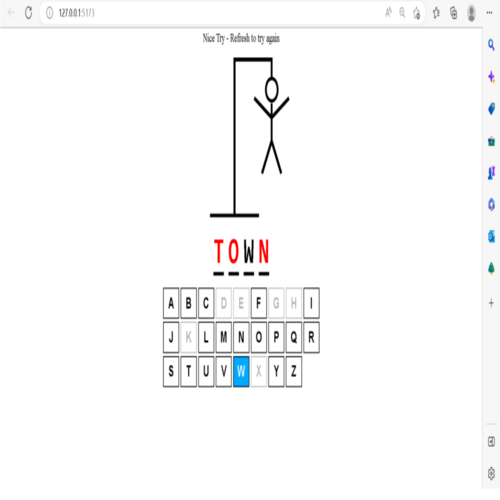 127.0.0.1:5173
Nice Try - Refresh to try again
TOWN
A B C D E F G H I
J K L M N O P Q R
S T U V W X Y Z